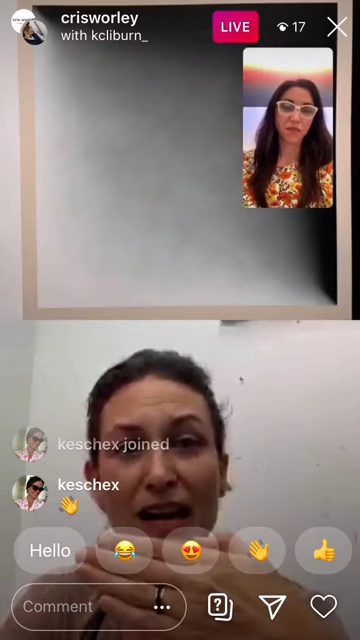 crisworley
with kcliburn_
LIVE
17
keschex joined
keschex
Hello
Comment